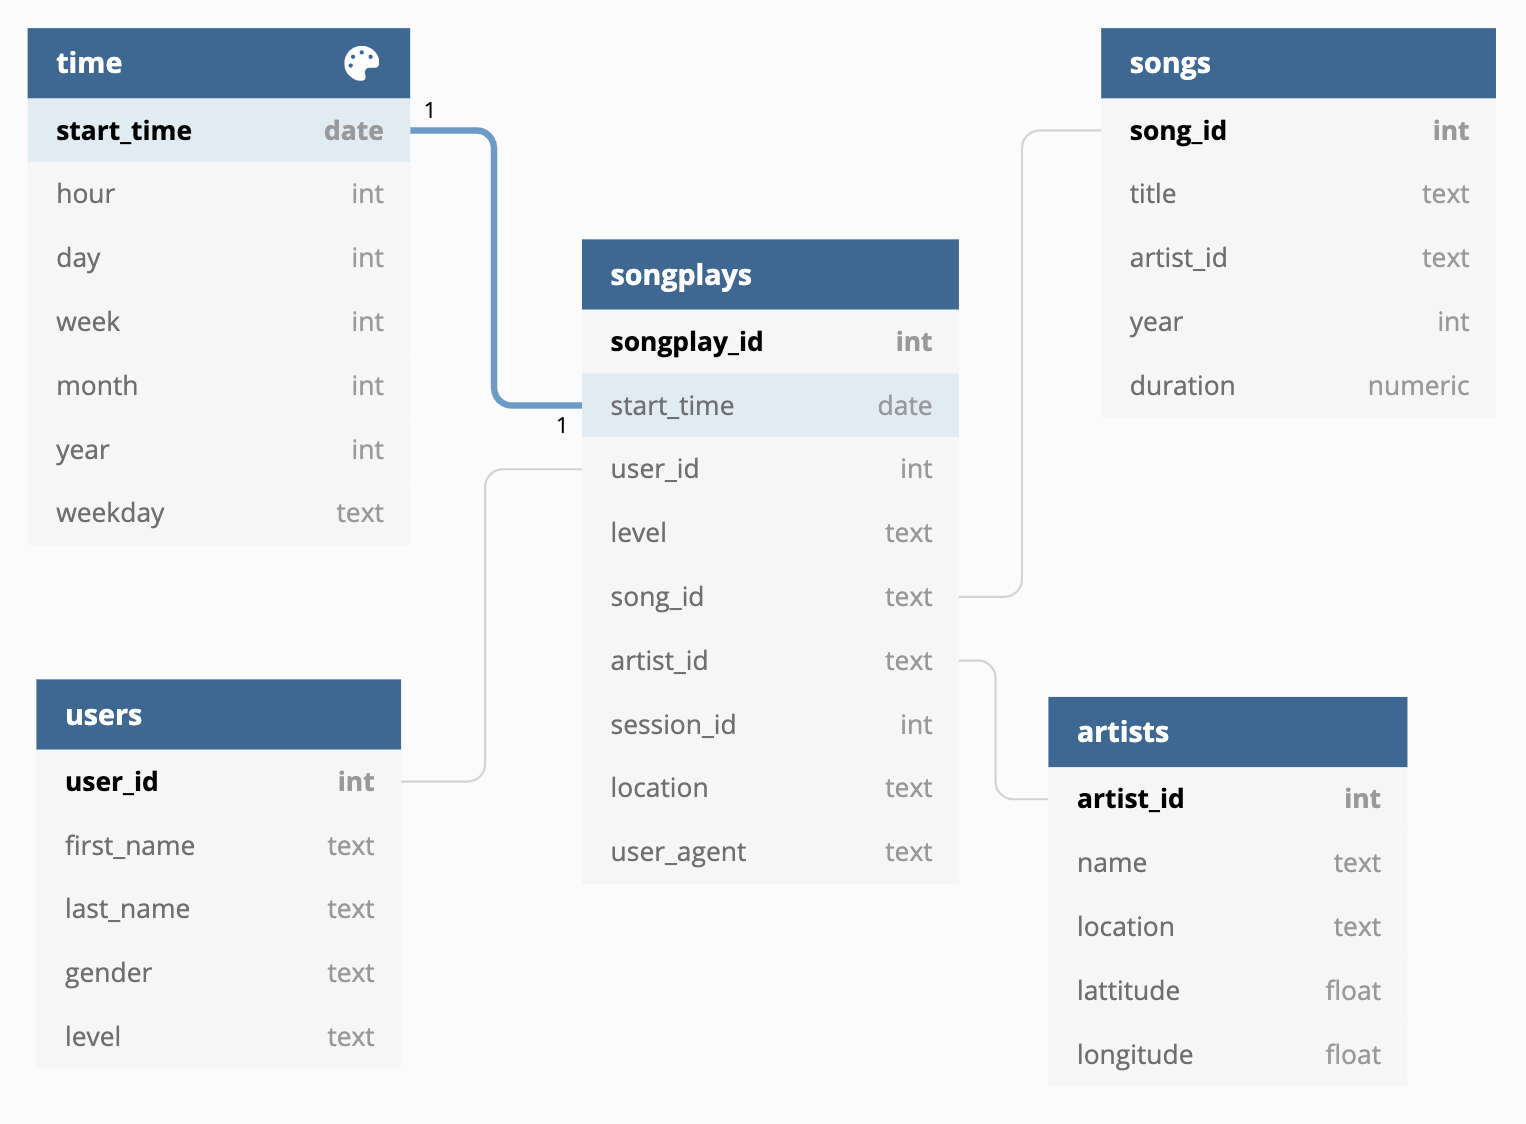 time
start_time date
hour int
day int
week int
month int
year int
weekday text
1
1
songplays
songplay_id int
start_time date
user_id int
level text
song_id text
artist_id text
session_id int
location text
user_agent text
songs
song_id int
title text
artist_id text
year int
duration numeric
users
user_id int
first_name text
last_name text
gender text
level text
artists
artist_id int
name text
location text
lattitude float
longitude float